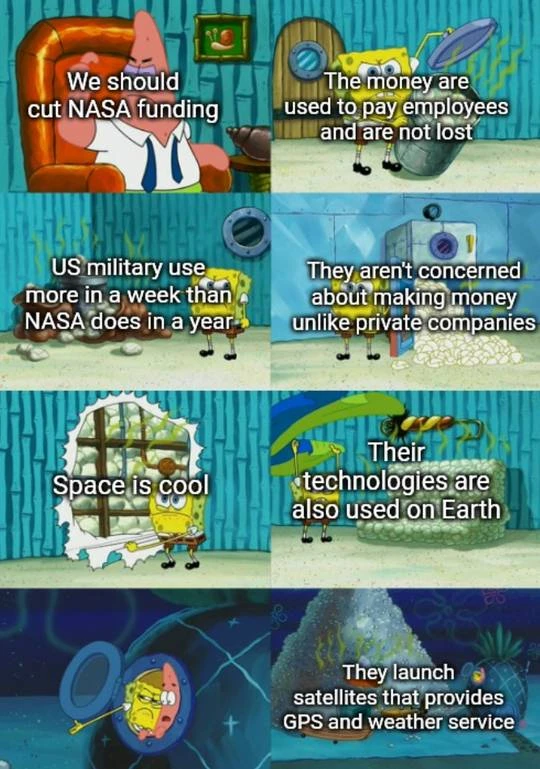 We should
cut NASA funding
The money are
used to pay employees
and are not lost
US military use
more in a week than
NASA does in a year
They aren't concerned
about making money
unlike private companies
Space is cool
Their
technologies are
also used on Earth
They launch
satellites that provides
GPS and weather service